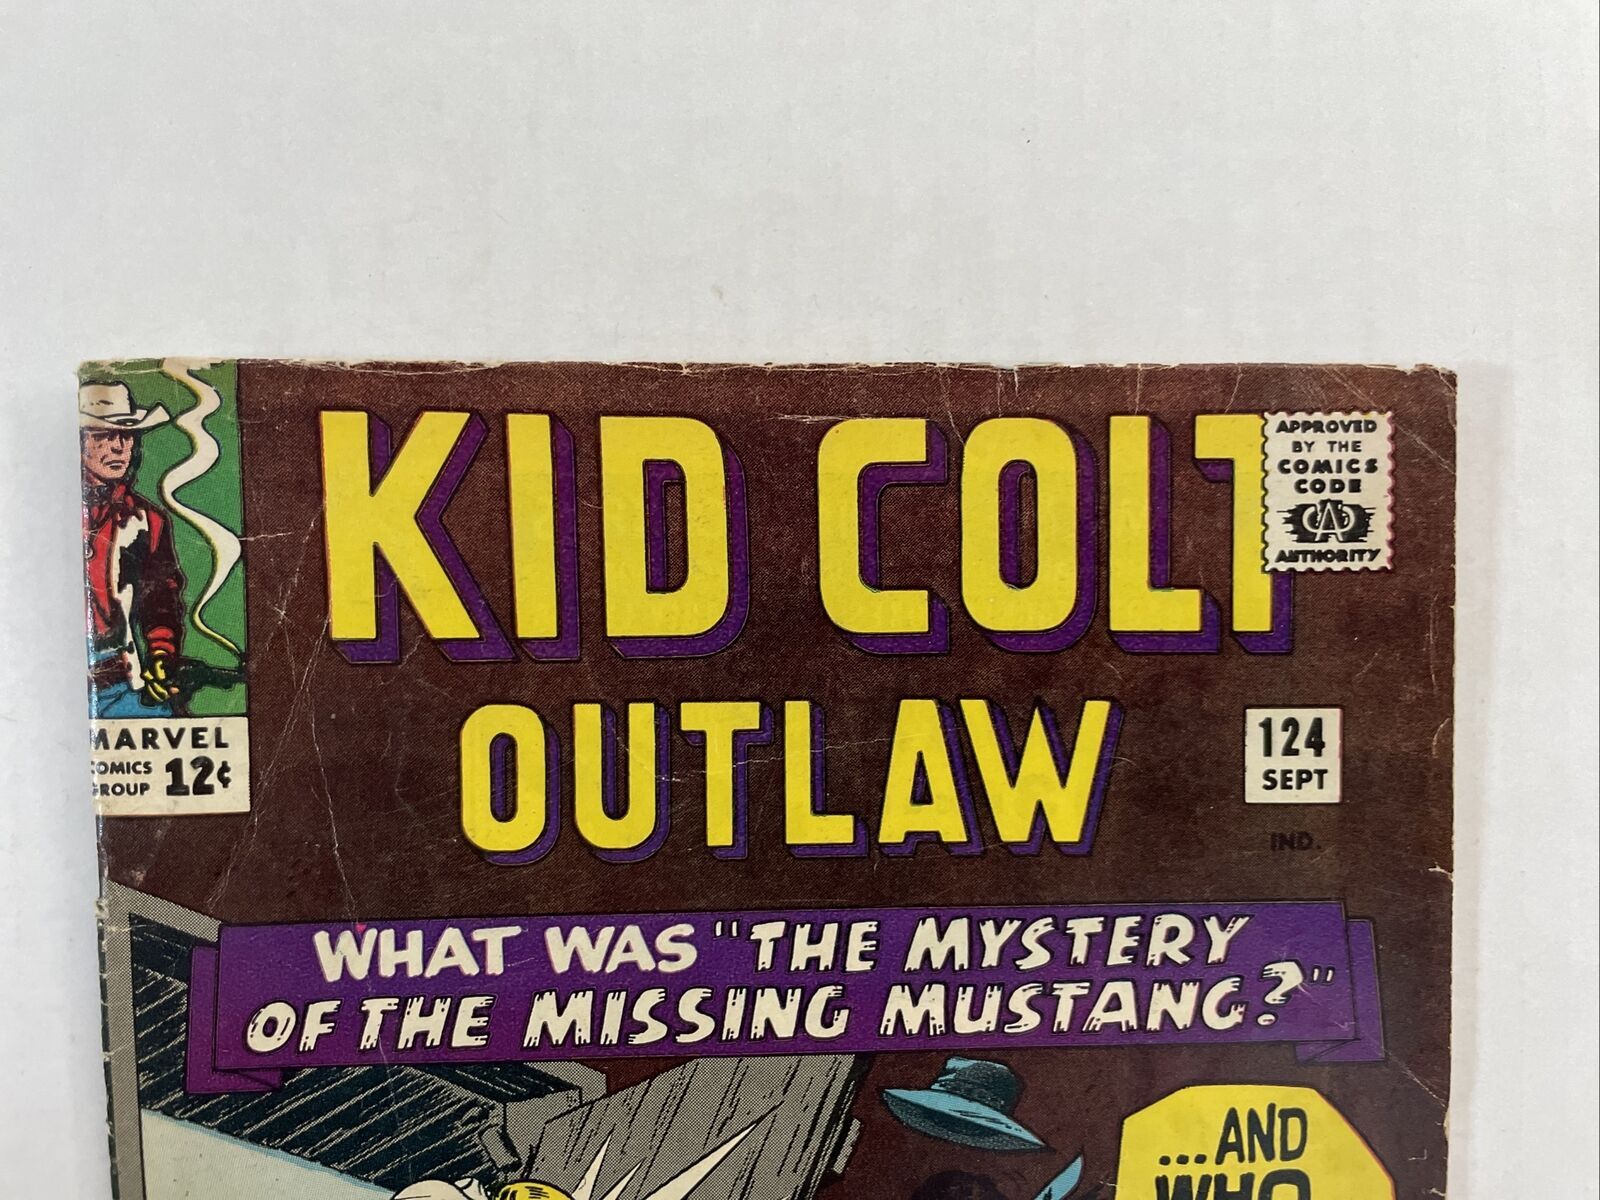 KID COLT
OUTLAW
APPROVED
BY THE
COMICS
CODE
AUTHORITY
MARVEL
COMICS
GROUP 12¢
124
SEPT
IND.
WHAT WAS "THE MYSTERY
OF THE MISSING MUSTANG?"
...AND
WHO